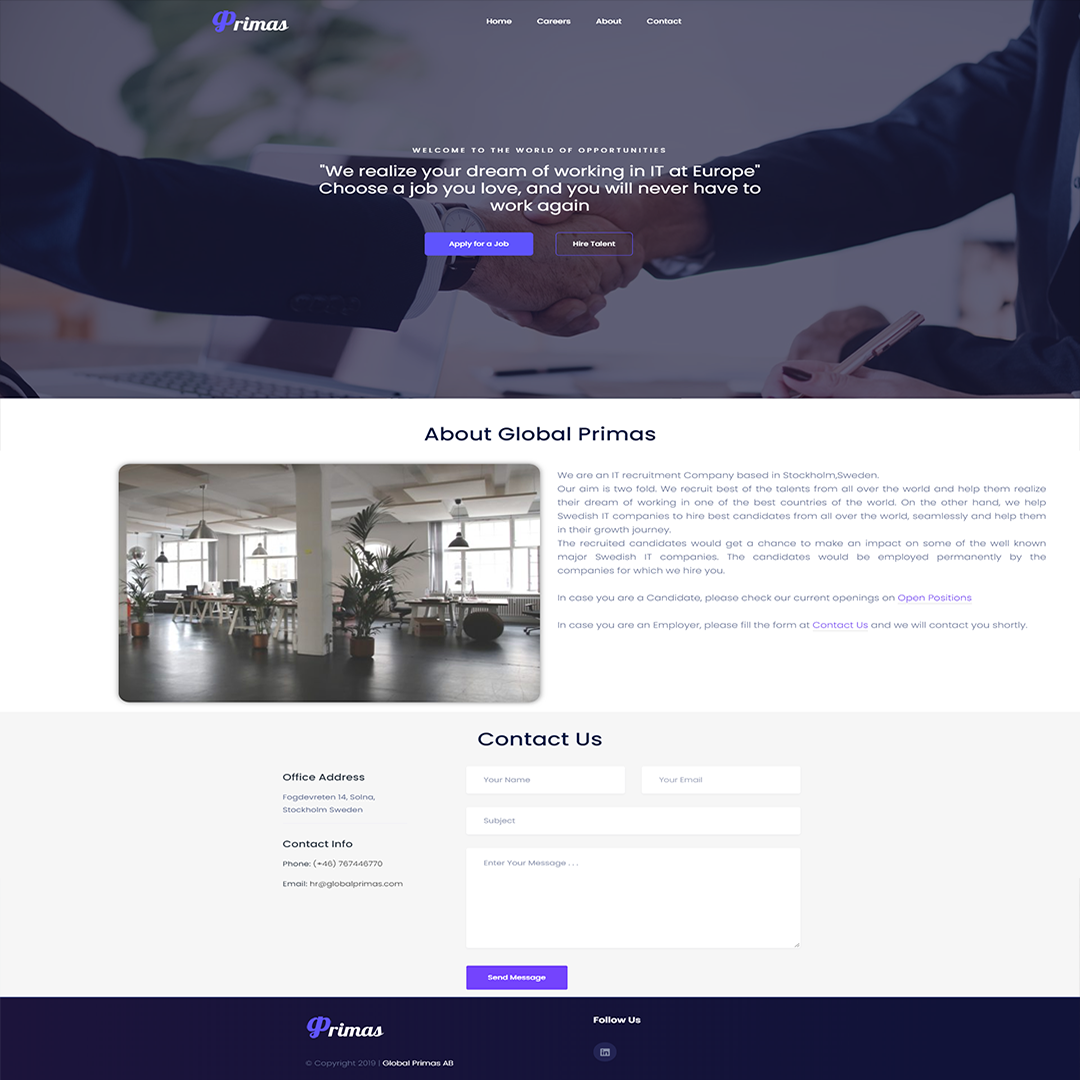 Primas
Home Careers About Contact
WELCOME TO THE WORLD OF OPPORTUNITIES
"We realize your dream of working in IT at Europe"
Choose a job you love, and you will never have to
work again
Apply for a Job Hire Talent
About Global Primas
We are an IT recruitment Company based in Stockholm,Sweden.
Our aim is two fold. We recruit best of the talents from all over the world and help them realize
their dream of working in one of the best countries of the world. On the other hand, we help
Swedish IT companies to hire best candidates from all over the world, seamlessly and help them
in their growth journey.
The recruited candidates would get a chance to make an impact on some of the well known
major Swedish IT companies. The candidates would be employed permanently by the
companies for which we hire you.
In case you are a Candidate, please check our current openings on Open Positions
In case you are an Employer, please fill the form at Contact Us and we will contact you shortly.
Contact Us
Office Address
Fogdevreten 14, Solna,
Stockholm Sweden
Contact Info
Phone: (+46) 767446770
Email: hr@globalprimas.com
Your Name
Your Email
Subject
Enter Your Message . . .
Send Message
Primas
© Copyright 2019 | Global Primas AB
Follow Us
in